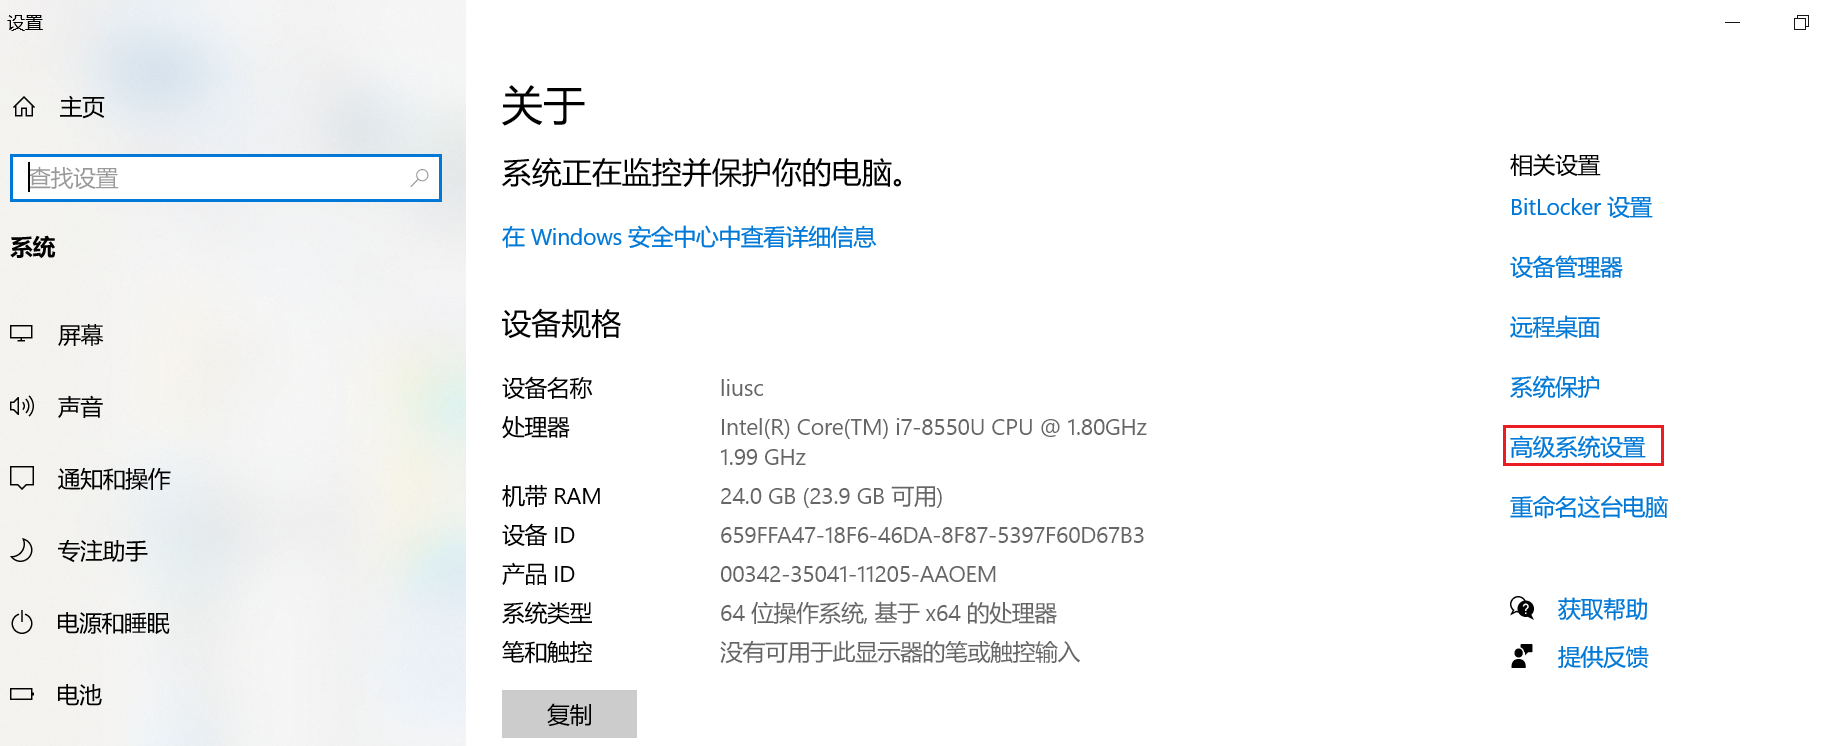 设置
主页
查找设置
系统
屏幕
声音
通知和操作
专注助手
电源和睡眠
电池
关于
系统正在监控并保护你的电脑。
在 Windows 安全中心中查看详细信息
设备规格
设备名称 liusc
处理器 Intel(R) Core(TM) i7-8550U CPU @ 1.80GHz
1.99 GHz
机带 RAM 24.0 GB (23.9 GB 可用)
设备 ID 659FFA47-18F6-46DA-8F87-5397F60D67B3
产品 ID 00342-35041-11205-AAOEM
系统类型 64 位操作系统, 基于 x64 的处理器
笔和触控 没有可用于此显示器的笔或触控输入
复制
相关设置
BitLocker 设置
设备管理器
远程桌面
系统保护
高级系统设置
重命名这台电脑
获取帮助
提供反馈